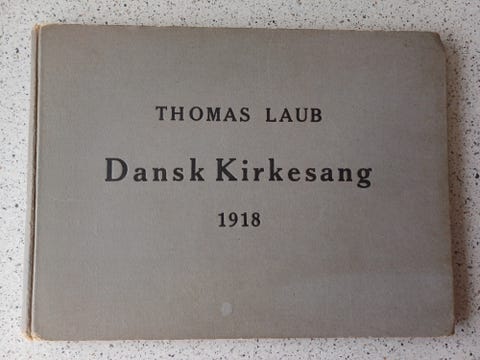 THOMAS LAUB
Dansk Kirkesang
1918